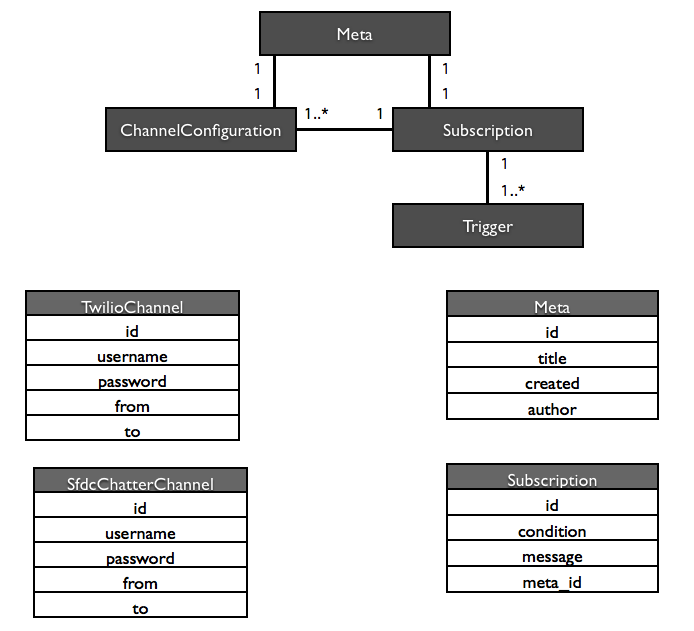 Meta
1 1
1 1
ChannelConfiguration 1..* 1 Subscription
1
1..*
Trigger
TwilioChannel
id
username
password
from
to
Meta
id
title
created
author
SfdcChatterChannel
id
username
password
from
to
Subscription
id
condition
message
meta_id